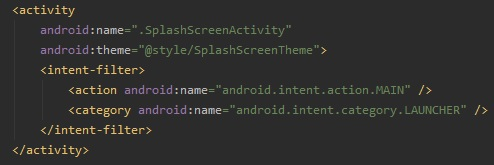 <activity
    android:name=".SplashScreenActivity"
    android:theme="@style/SplashScreenTheme">
    <intent-filter>
        <action android:name="android.intent.action.MAIN" />
        <category android:name="android.intent.category.LAUNCHER" />
    </intent-filter>
</activity>